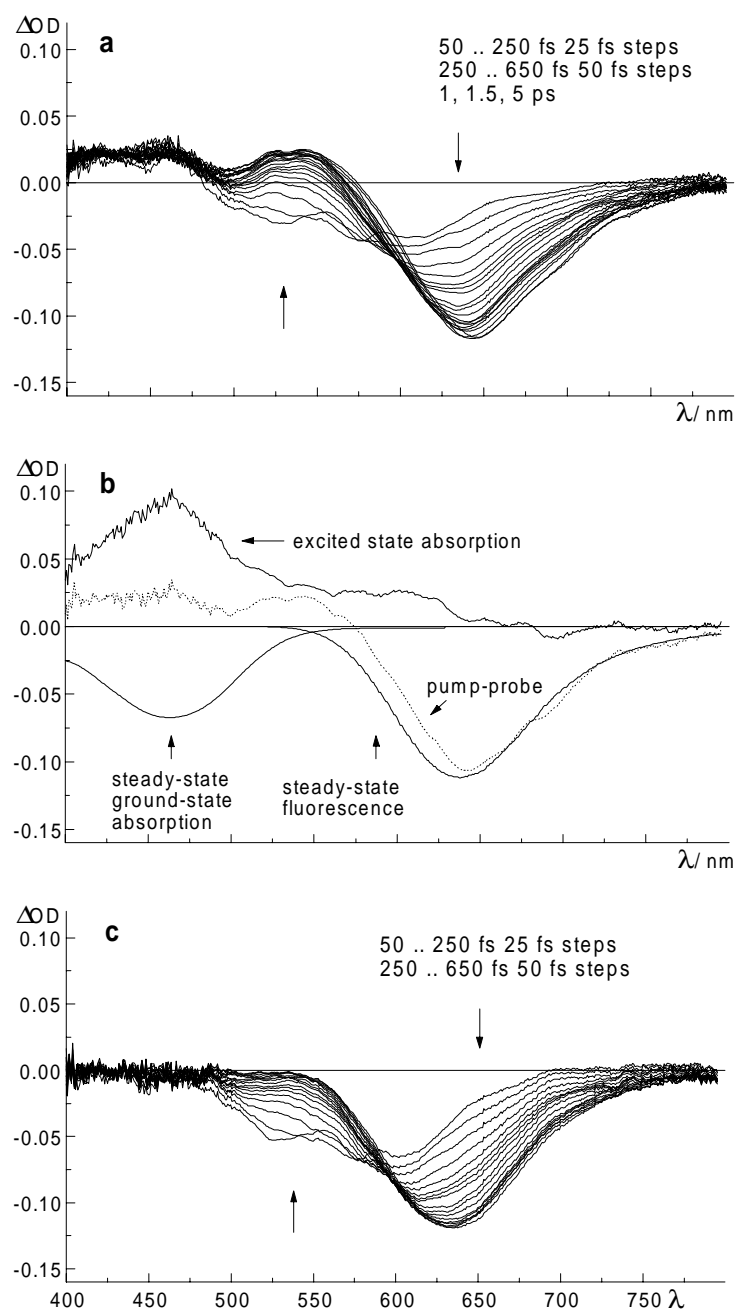 ΔOD
a
50 .. 250 fs 25 fs steps
250 .. 650 fs 50 fs steps
1, 1.5, 5 ps
0.10
0.05
0.00
-0.05
-0.10
-0.15
λ/ nm
ΔOD
b
0.10
excited state absorption
0.05
0.00
pump-probe
-0.05
-0.10
steady-state
ground-state
absorption
steady-state
fluorescence
-0.15
λ/ nm
ΔOD
c
50 .. 250 fs 25 fs steps
250 .. 650 fs 50 fs steps
0.10
0.05
0.00
-0.05
-0.10
-0.15
400 450 500 550 600 650 700 750 λ